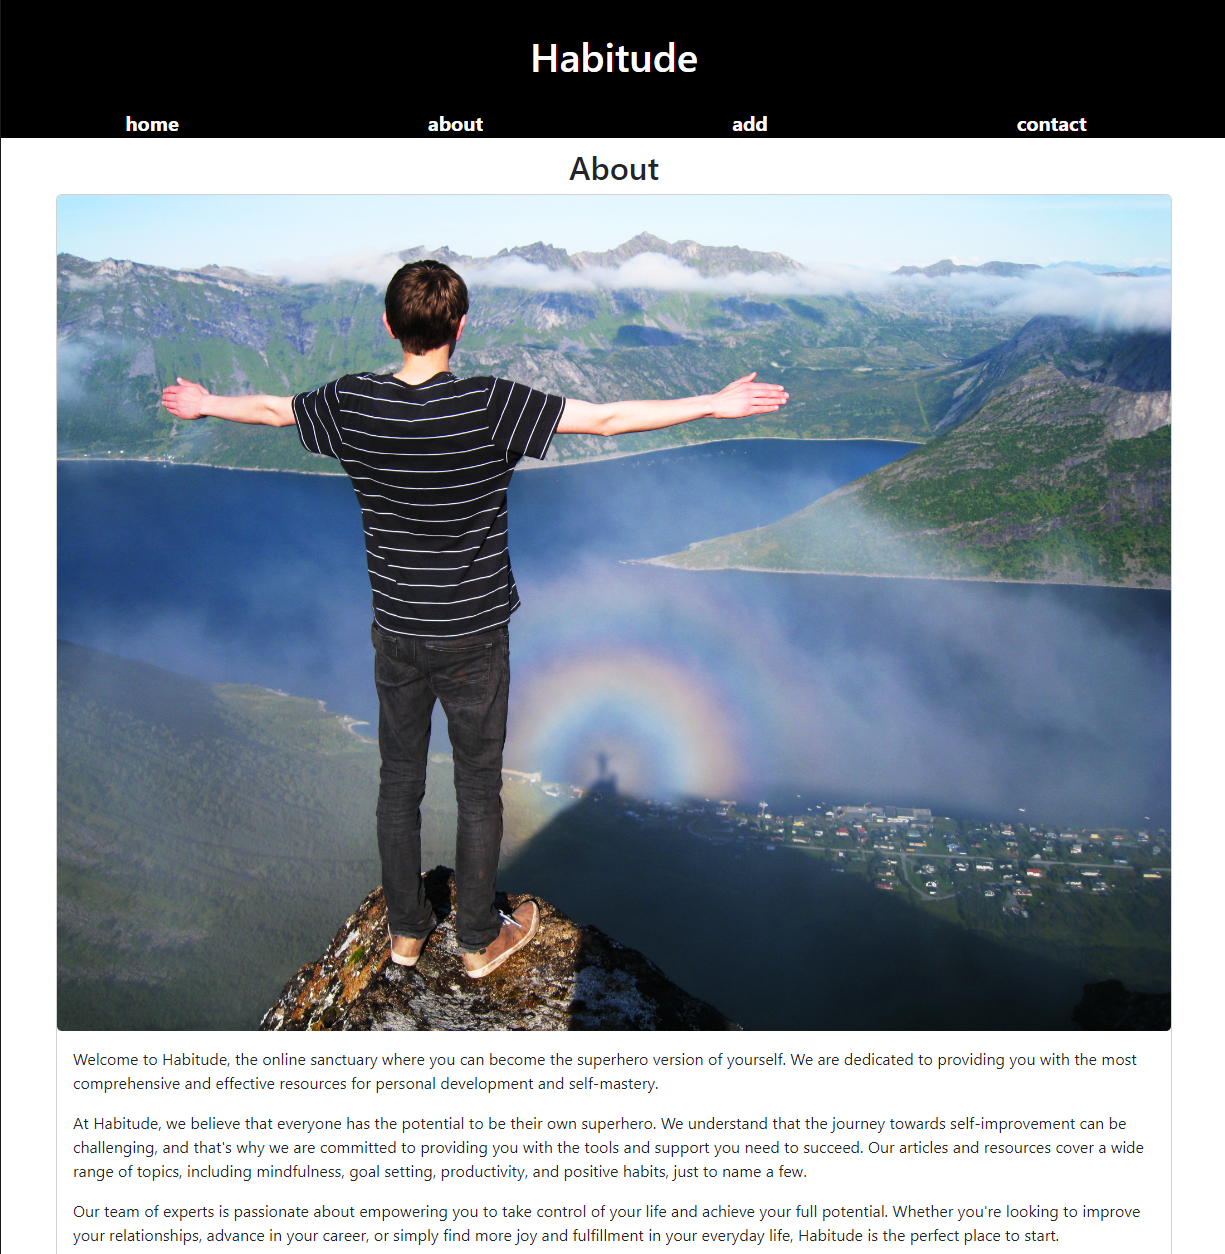 Habitude
home about add contact
About
Welcome to Habitude, the online sanctuary where you can become the superhero version of yourself. We are dedicated to providing you with the most
comprehensive and effective resources for personal development and self-mastery.
At Habitude, we believe that everyone has the potential to be their own superhero. We understand that the journey towards self-improvement can be
challenging, and that's why we are committed to providing you with the tools and support you need to succeed. Our articles and resources cover a wide
range of topics, including mindfulness, goal setting, productivity, and positive habits, just to name a few.
Our team of experts is passionate about empowering you to take control of your life and achieve your full potential. Whether you're looking to improve
your relationships, advance in your career, or simply find more joy and fulfillment in your everyday life, Habitude is the perfect place to start.